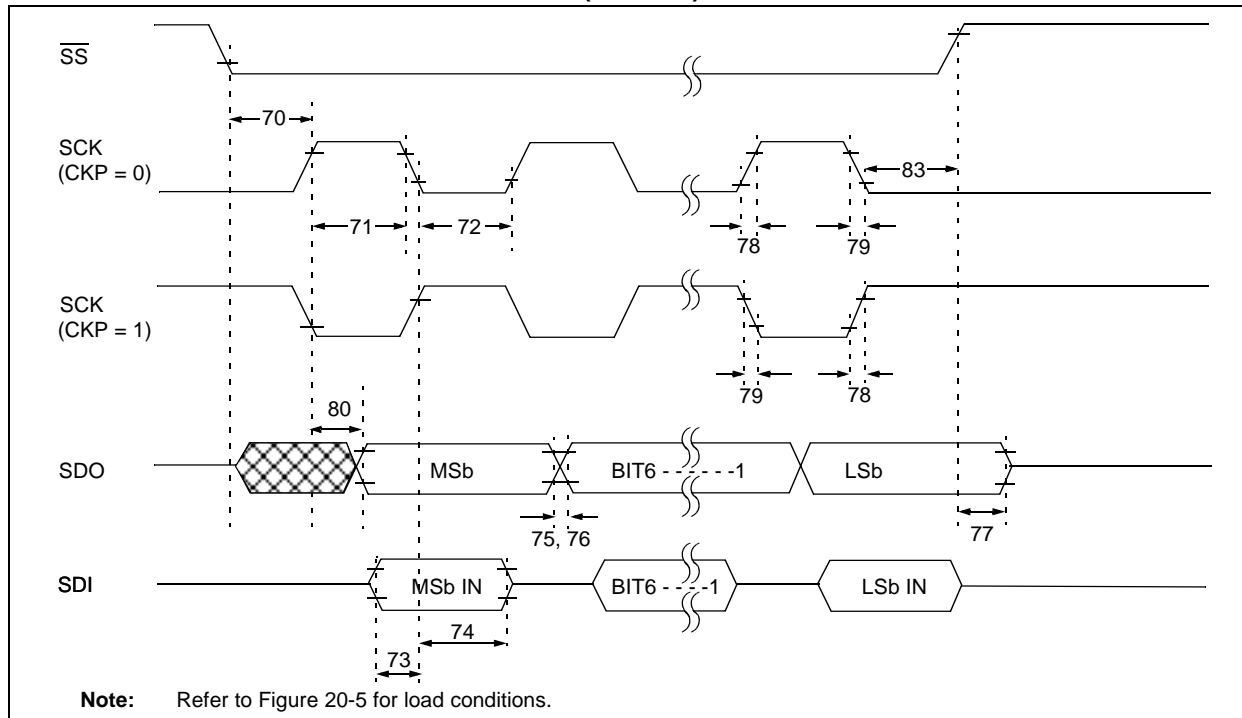 SS
70
SCK
(CKP = 0)
83
71
72
78
79
SCK
(CKP = 1)
79
78
80
SDO
MSb
BIT6 - - - - - -1
LSb
75, 76
77
SDI
MSb IN
BIT6 - - - -1
LSb IN
74
73
Note: Refer to Figure 20-5 for load conditions.